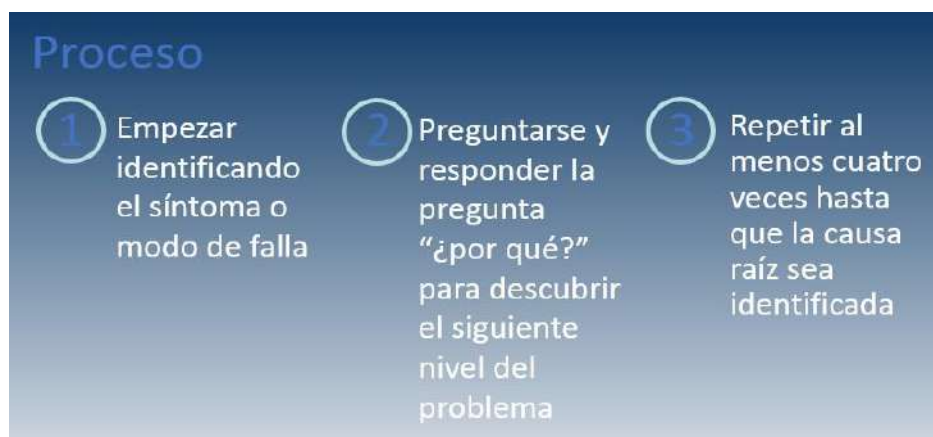 Proceso
1
Empezar
identificando
el síntoma o
modo de falla
2
Preguntarse y
responder la
pregunta
“¿por qué?”
para descubrir
el siguiente
nivel del
problema
3
Repetir al
menos cuatro
veces hasta
que la causa
raíz sea
identificada